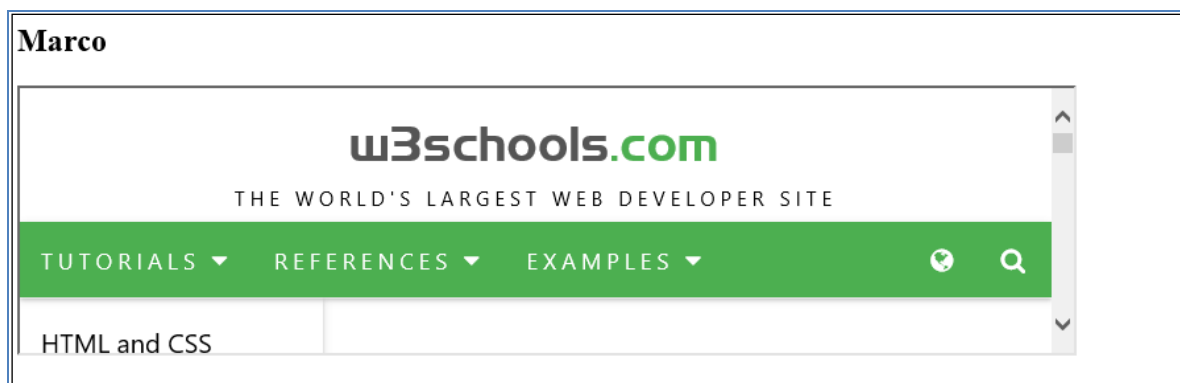 Marco
w3schools.com
THE WORLD'S LARGEST WEB DEVELOPER SITE
TUTORIALS REFERENCES EXAMPLES
HTML and CSS